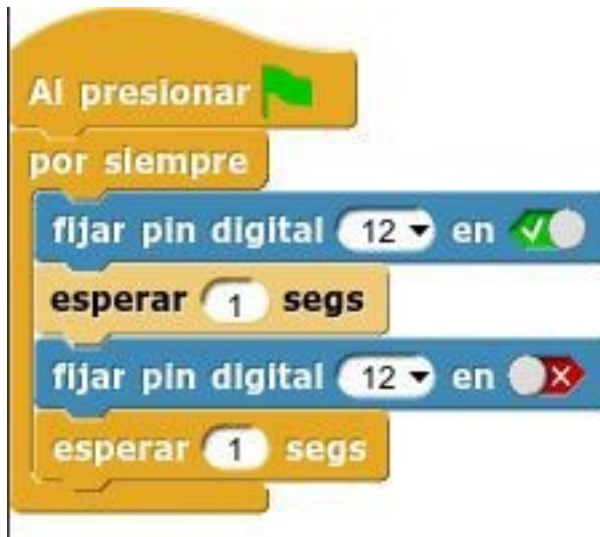 Al presionar
por siempre
fijar pin digital 12 en
esperar 1 segs
fijar pin digital 12 en
esperar 1 segs